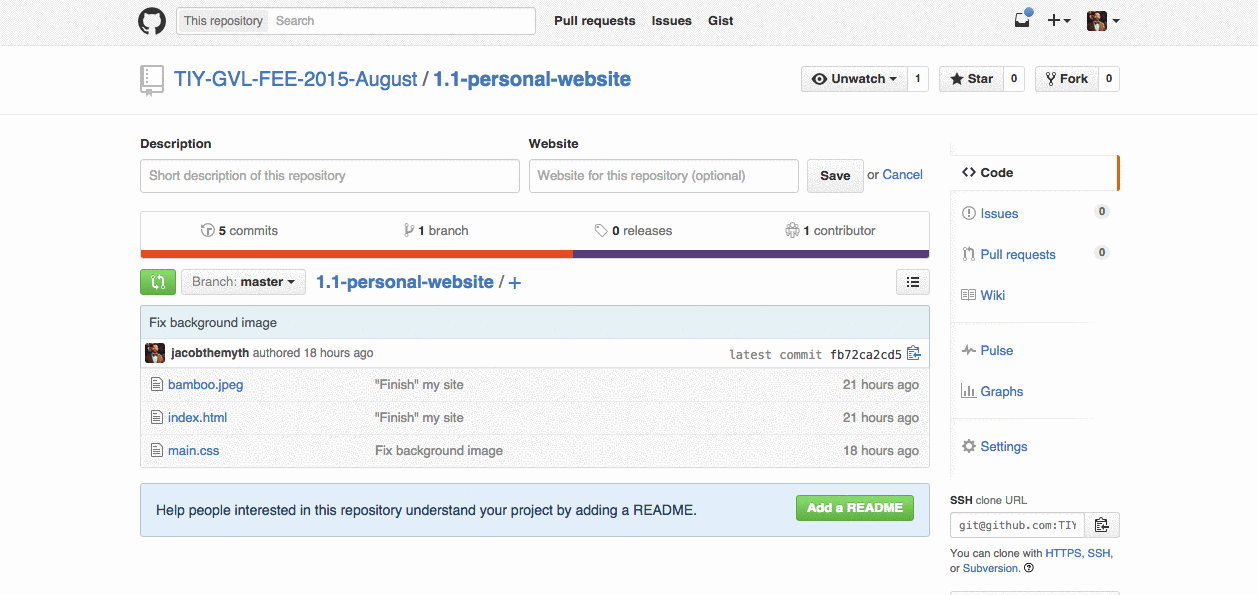 This repository Search Pull requests Issues Gist
TIY-GVL-FEE-2015-August / 1.1-personal-website
Unwatch 1 Star 0 Fork 0
Description Website
Short description of this repository Website for this repository (optional) Save or Cancel
5 commits 1 branch 0 releases 1 contributor
Branch: master 1.1-personal-website / +
Fix background image
jacobthemyth authored 18 hours ago latest commit fb72ca2cd5
bamboo.jpeg "Finish" my site 21 hours ago
index.html "Finish" my site 21 hours ago
main.css Fix background image 18 hours ago
Help people interested in this repository understand your project by adding a README. Add a README
Code
Issues 0
Pull requests 0
Wiki
Pulse
Graphs
Settings
SSH clone URL
git@github.com:TIY
You can clone with HTTPS, SSH,
or Subversion.